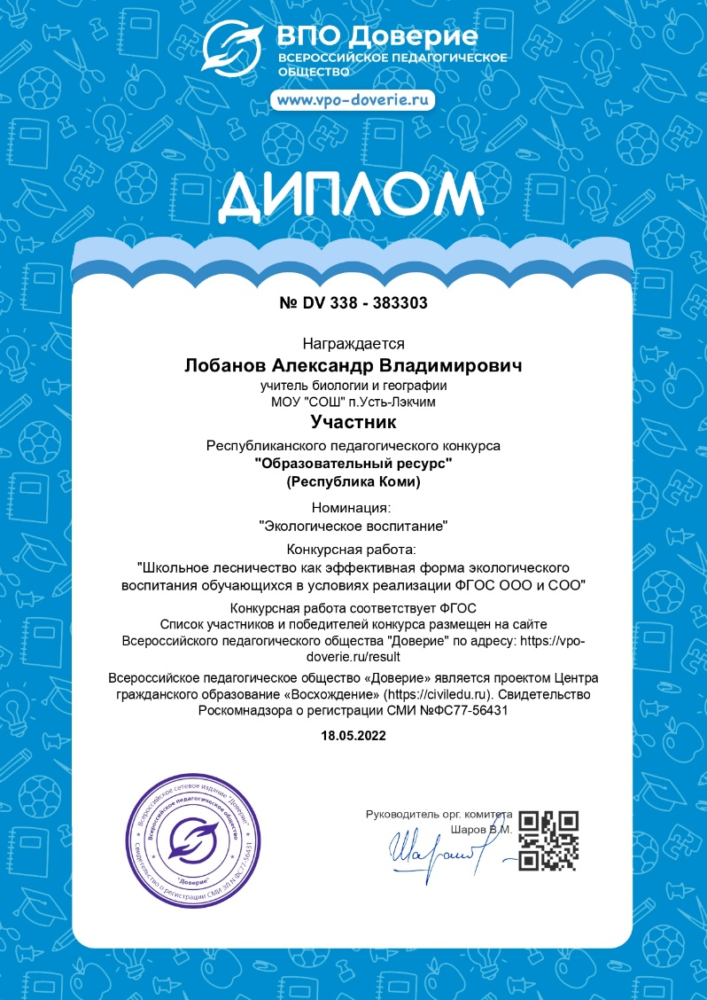 ВПО Доверие
ВСЕРОССИЙСКОЕ ПЕДАГОГИЧЕСКОЕ
ОБЩЕСТВО
www.vpo-doverie.ru
ДИПЛОМ
№ DV 338 - 383303
Награждается
Лобанов Александр Владимирович
учитель биологии и географии
МОУ "СОШ" п.Усть-Лэкчим
Участник
Республиканского педагогического конкурса
"Образовательный ресурс"
(Республика Коми)
Номинация:
"Экологическое воспитание"
Конкурсная работа:
"Школьное лесничество как эффективная форма экологического
воспитания обучающихся в условиях реализации ФГОС ООО и СОО"
Конкурсная работа соответствует ФГОС
Список участников и победителей конкурса размещен на сайте
Всероссийского педагогического общества "Доверие" по адресу: https://vpo-
doverie.ru/result
Всероссийское педагогическое общество «Доверие» является проектом Центра
гражданского образование «Восхождение» (https://civiledu.ru). Свидетельство
Роскомнадзора о регистрации СМИ №ФС77-56431
18.05.2022
Всероссийское сетевое издание "Доверие"
Свидетельство о регистрации СМИ ЭЛ N ФС77-56431
Всероссийское педагогическое общество
"Доверие"
Руководитель орг. комитета
Шаров В.М.